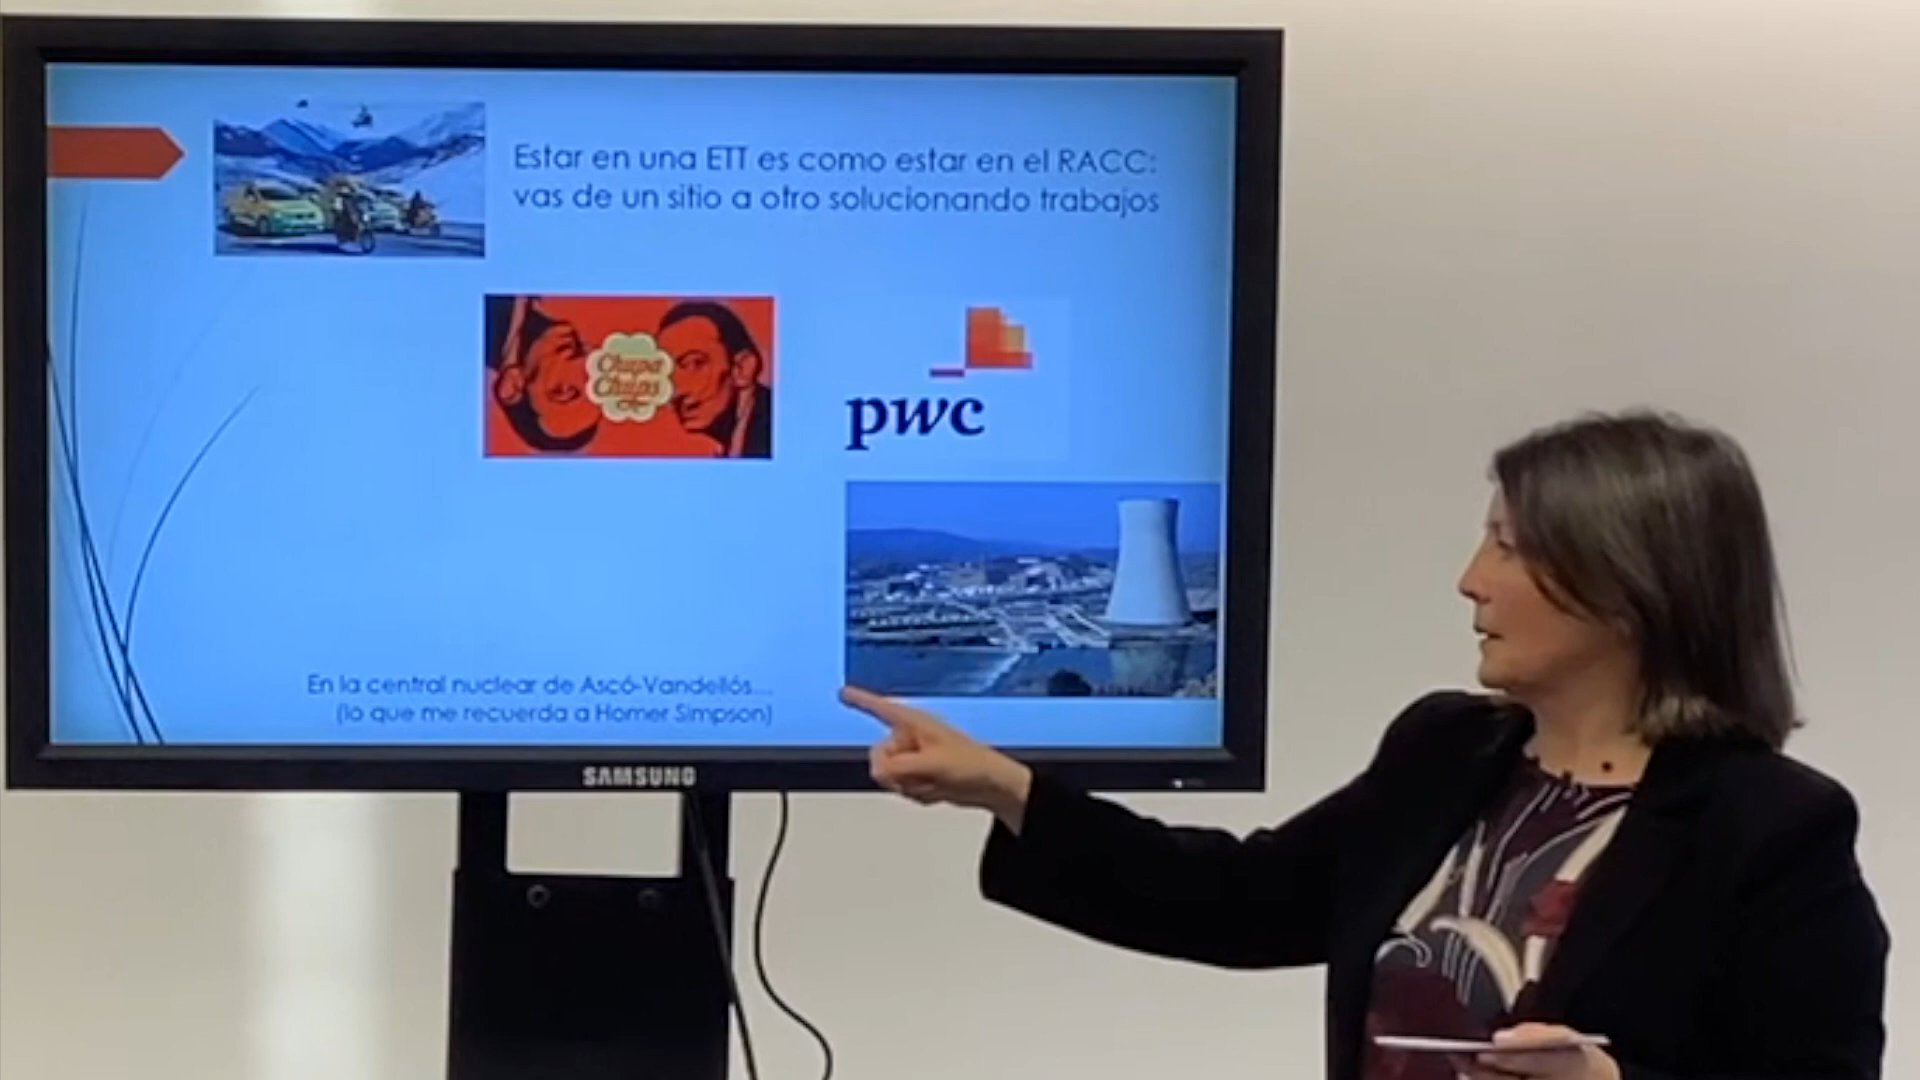 Estar en una ETT es como estar en el RACC:
vas de un sitio a otro solucionando trabajos
Chupa
Chups
pwc
En la central nuclear de Ascó-Vandellós...
(lo que me recuerda a Homer Simpson)
SAMSUNG